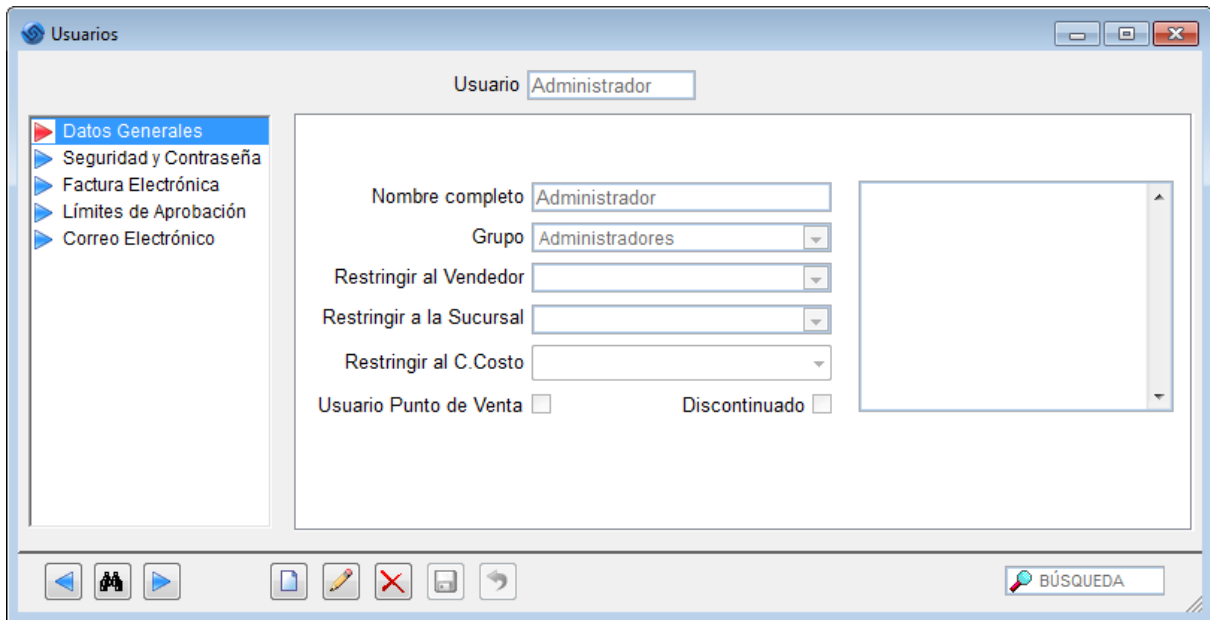 Usuarios
Usuario Administrador
Datos Generales
Seguridad y Contraseña
Factura Electrónica
Límites de Aprobación
Correo Electrónico
Nombre completo Administrador
Grupo Administradores
Restringir al Vendedor
Restringir a la Sucursal
Restringir al C.Costo
Usuario Punto de Venta Discontinuado
BÚSQUEDA